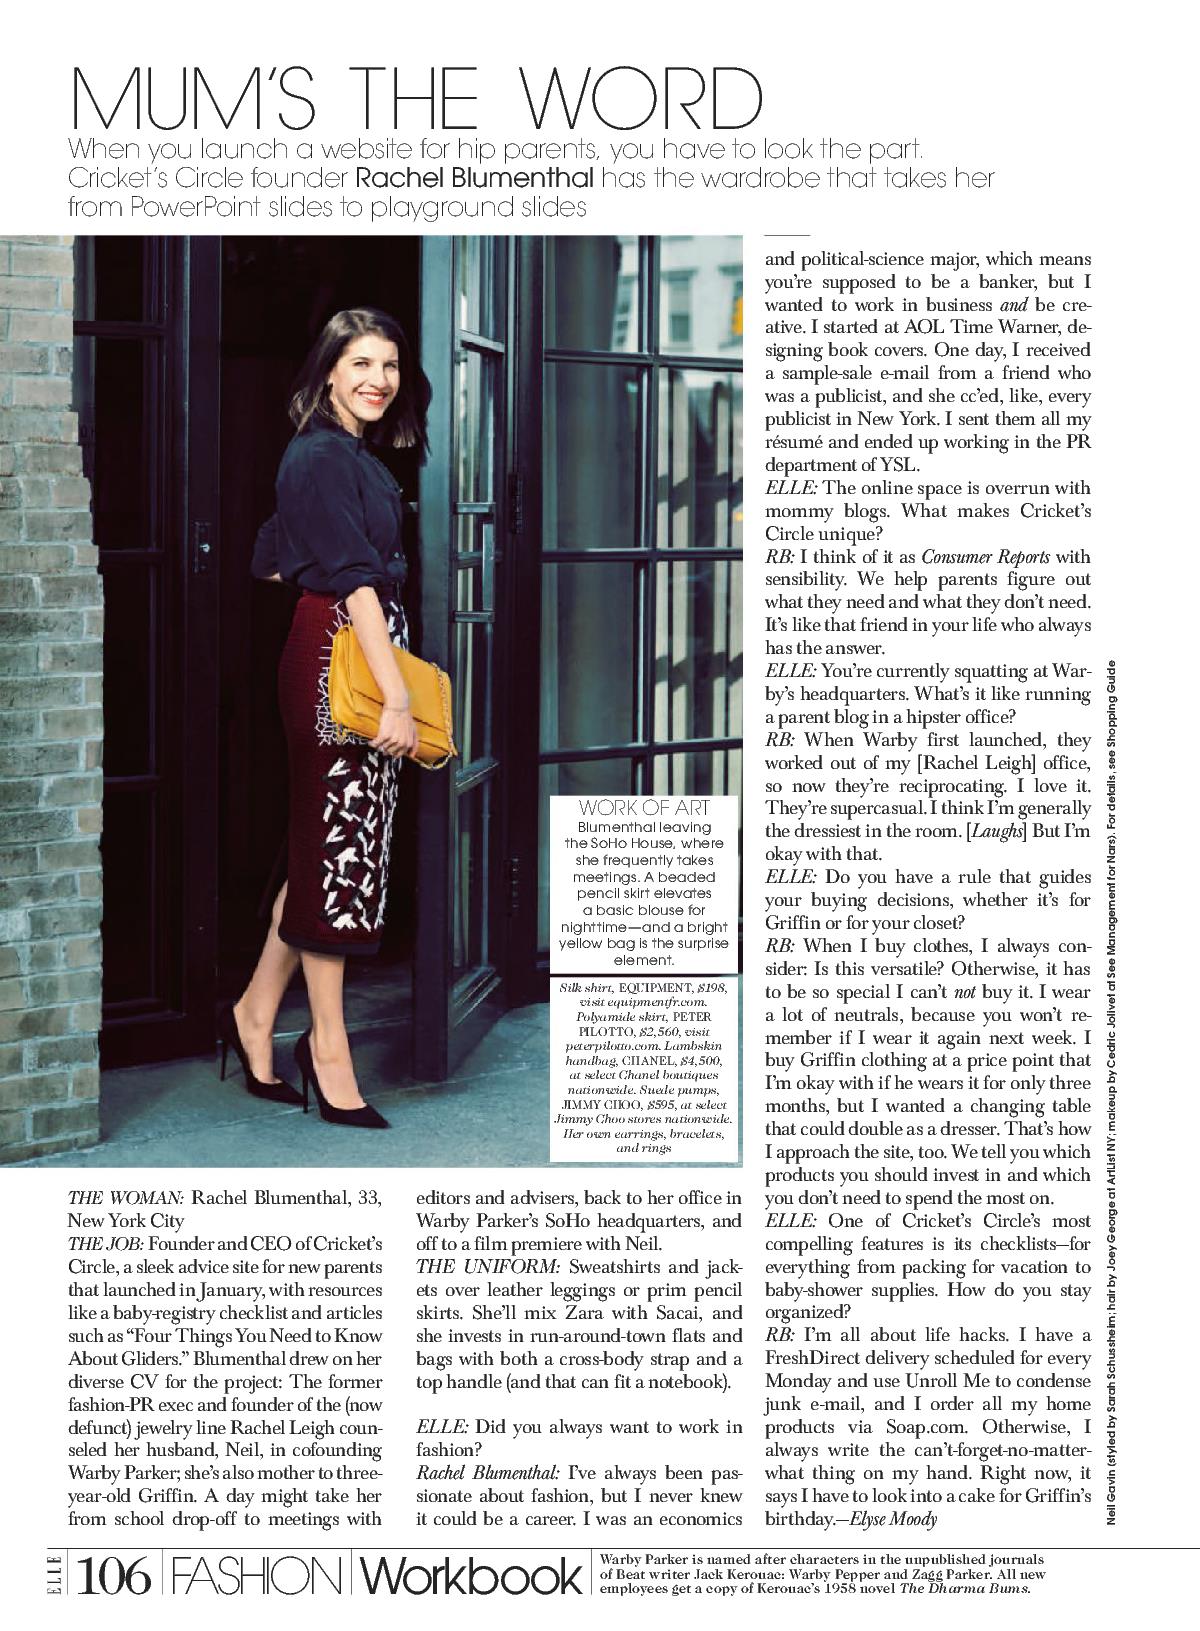 MUM'S THE WORD
When you launch a website for hip parents, you have to look the part.
Cricket's Circle founder Rachel Blumenthal has the wardrobe that takes her
from PowerPoint slides to playground slides
WORK OF ART
Blumenthal leaving
the SoHo House, where
she frequently takes
meetings. A beaded
pencil skirt elevates
a basic blouse for
nighttime—and a bright
yellow bag is the surprise
element.
Silk shirt, EQUIPMENT, $198,
visit equipmentfr.com.
Polyamide skirt, PETER
PILOTTO, $2,560, visit
peterpilotto.com. Lambskin
handbag, CHANEL, $4,500,
at select Chanel boutiques
nationwide. Suede pumps,
JIMMY CHOO, $595, at select
Jimmy Choo stores nationwide.
Her own earrings, bracelets,
and rings
THE WOMAN: Rachel Blumenthal, 33,
New York City
THE JOB: Founder and CEO of Cricket's
Circle, a sleek advice site for new parents
that launched in January, with resources
like a baby-registry checklist and articles
such as “Four Things You Need to Know
About Gliders.” Blumenthal drew on her
diverse CV for the project: The former
fashion-PR exec and founder of the (now
defunct) jewelry line Rachel Leigh coun-
seled her husband, Neil, in cofounding
Warby Parker; she's also mother to three-
year-old Griffin. A day might take her
from school drop-off to meetings with
editors and advisers, back to her office in
Warby Parker's SoHo headquarters, and
off to a film premiere with Neil.
THE UNIFORM: Sweatshirts and jack-
ets over leather leggings or prim pencil
skirts. She'll mix Zara with Sacai, and
she invests in run-around-town flats and
bags with both a cross-body strap and a
top handle (and that can fit a notebook).
ELLE: Did you always want to work in
fashion?
Rachel Blumenthal: I've always been pas-
sionate about fashion, but I never knew
it could be a career. I was an economics
and political-science major, which means
you're supposed to be a banker, but I
wanted to work in business and be cre-
ative. I started at AOL Time Warner, de-
signing book covers. One day, I received
a sample-sale e-mail from a friend who
was a publicist, and she cc'ed, like, every
publicist in New York. I sent them all my
résumé and ended up working in the PR
department of YSL.
ELLE: The online space is overrun with
mommy blogs. What makes Cricket's
Circle unique?
RB: I think of it as Consumer Reports with
sensibility. We help parents figure out
what they need and what they don't need.
It's like that friend in your life who always
has the answer.
ELLE: You're currently squatting at War-
by's headquarters. What's it like running
a parent blog in a hipster office?
RB: When Warby first launched, they
worked out of my [Rachel Leigh] office,
so now they're reciprocating. I love it.
They're supercasual. I think I'm generally
the dressiest in the room. [Laughs] But I'm
okay with that.
ELLE: Do you have a rule that guides
your buying decisions, whether it's for
Griffin or for your closet?
RB: When I buy clothes, I always con-
sider: Is this versatile? Otherwise, it has
to be so special I can't not buy it. I wear
a lot of neutrals, because you won't re-
member if I wear it again next week. I
buy Griffin clothing at a price point that
I'm okay with if he wears it for only three
months, but I wanted a changing table
that could double as a dresser. That's how
I approach the site, too. We tell you which
products you should invest in and which
you don't need to spend the most on.
ELLE: One of Cricket's Circle's most
compelling features is its checklists—for
everything from packing for vacation to
baby-shower supplies. How do you stay
organized?
RB: I'm all about life hacks. I have a
FreshDirect delivery scheduled for every
Monday and use Unroll Me to condense
junk e-mail, and I order all my home
products via Soap.com. Otherwise, I
always write the can't-forget-no-matter-
what thing on my hand. Right now, it
says I have to look into a cake for Griffin's
birthday.—Elyse Moody
Neil Gavin (styled by Sarah Schussheim; hair by Joey George at ArtList NY; makeup by Cedric Jolivet at See Management for Nars). For details, see Shopping Guide
ELLE 106 FASHION Workbook
Warby Parker is named after characters in the unpublished journals
of Beat writer Jack Kerouac: Warby Pepper and Zagg Parker. All new
employees get a copy of Kerouac's 1958 novel The Dharma Bums.